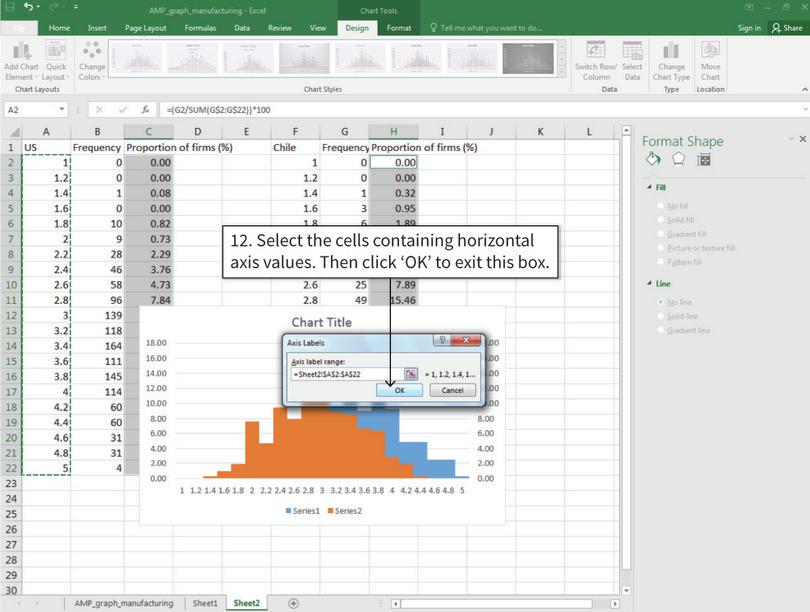 AMP_graph_manufacturing - Excel
Chart Tools
File Home Insert Page Layout Formulas Data Review View Design Format Tell me what you want to do... Sign in Share
Add Chart Element Quick Layout Change Colors Switch Row/ Column Select Data Change Chart Type Move Chart
Chart Layouts Chart Styles Data Type Location
A2 fx =(G2/SUM(G$2:G$22))*100
A B C D E F G H I J K L
1 US Frequency Proportion of firms (%) Chile Frequency Proportion of firms (%)
2 1 0 0.00 1 0 0.00
3 1.2 0 0.00 1.2 0 0.00
4 1.4 1 0.08 1.4 1 0.32
5 1.6 0 0.00 1.6 3 0.95
6 1.8 10 0.82 1.8 6 1.89
7 2 9 0.73
8 2.2 28 2.29
9 2.4 46 3.76
10 2.6 58 4.73 2.6 25 7.89
11 2.8 96 7.84 2.8 49 15.46
12 3 139
13 3.2 118
14 3.4 164
15 3.6 111
16 3.8 145
17 4 114
18 4.2 60
19 4.4 60
20 4.6 31
21 4.8 31
22 5 4
23
24
25
26
27
28
29
30
12. Select the cells containing horizontal
axis values. Then click ‘OK’ to exit this box.
Chart Title
18.00
16.00
14.00
12.00
10.00
8.00 8.00
6.00 6.00
4.00 4.00
2.00 2.00
0.00 0.00
1 1.2 1.4 1.6 1.8 2 2.2 2.4 2.6 2.8 3 3.2 3.4 3.6 3.8 4 4.2 4.4 4.6 4.8 5
Series1 Series2
Axis Labels
Axis label range:
=Sheet2!$A$2:$A$22 = 1, 1.2, 1.4, 1...
OK Cancel
Format Shape
Fill
No fill
Solid fill
Gradient fill
Picture or texture fill
Pattern fill
Line
No line
Solid line
Gradient line
AMP_graph_manufacturing Sheet1 Sheet2